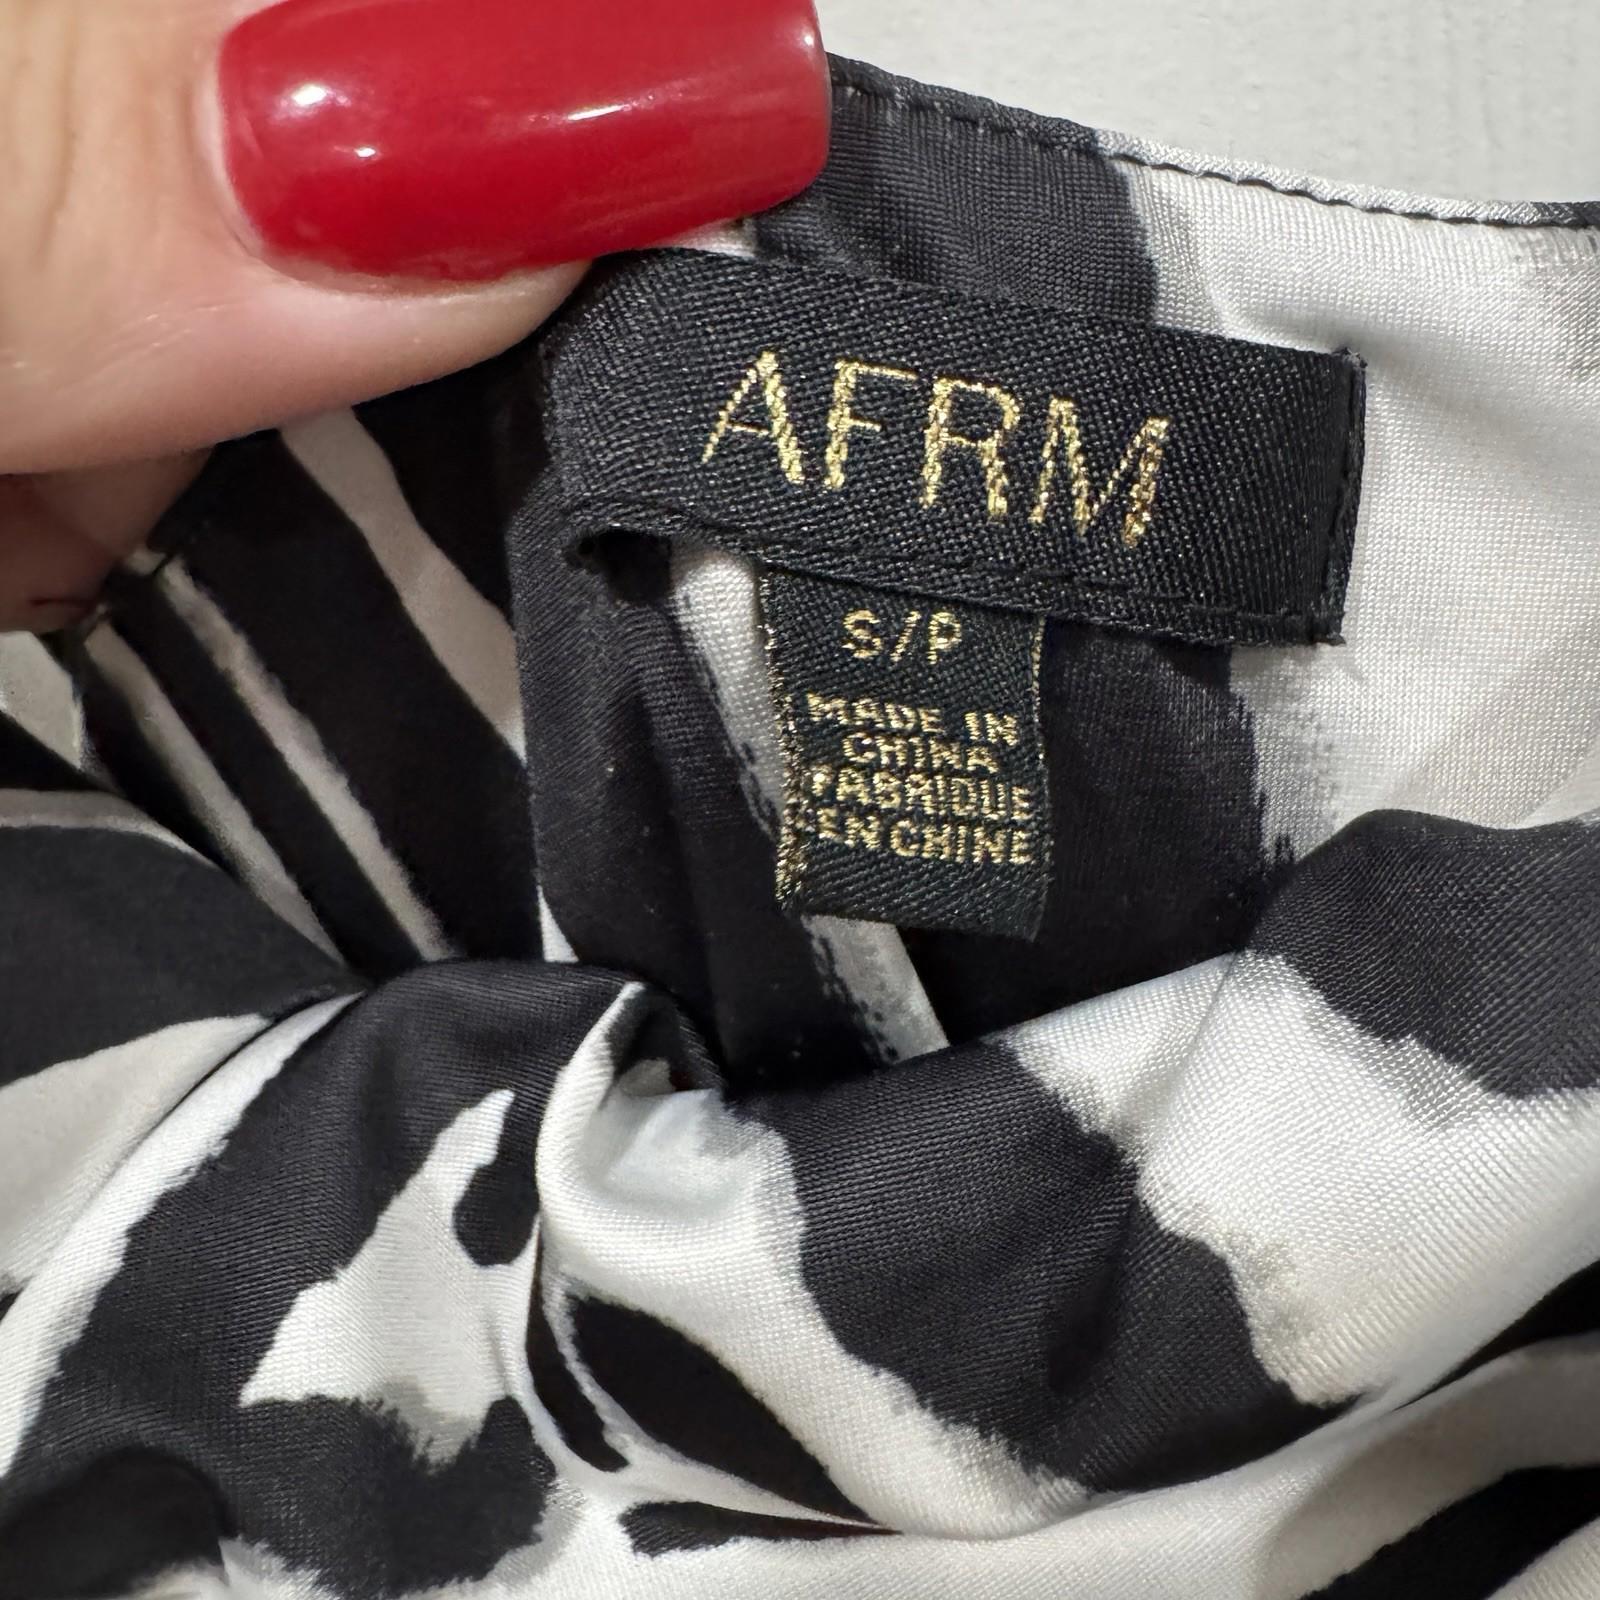 AFRM
S/P
MADE IN
CHINA
FABRIQUE
EN CHINE